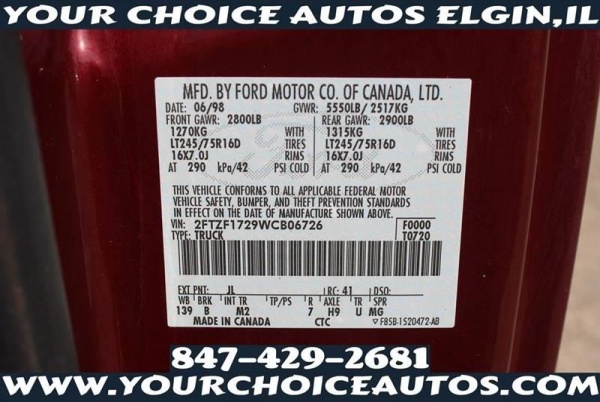 YOUR CHOICE AUTOS ELGIN,IL
MFD. BY FORD MOTOR CO. OF CANADA, LTD.
DATE: 06/98 GVWR: 5550LB/ 2517KG
FRONT GAWR: 2800LB REAR GAWR: 2900LB
1270KG WITH 1315KG WITH
LT245/75R16D TIRES LT245/75R16D TIRES
16X7.0J RIMS 16X7.0J RIMS
AT 290 kPa/42 PSI COLD AT 290 kPa/42 PSI COLD
THIS VEHICLE CONFORMS TO ALL APPLICABLE FEDERAL MOTOR
VEHICLE SAFETY, BUMPER, AND THEFT PREVENTION STANDARDS
IN EFFECT ON THE DATE OF MANUFACTURE SHOWN ABOVE.
VIN: 2FTZF1729WCB06726 F0000
TYPE: TRUCK T0720
EXT PNT: JL RC: 41 DSO:
WB BRK INT TR TP/PS R AXLE TR SPR
139 B M2 7 H9 U MG
MADE IN CANADA CTC F85B-1520472-AB
847-429-2681
WWW.YOURCHOICEAUTOS.COM